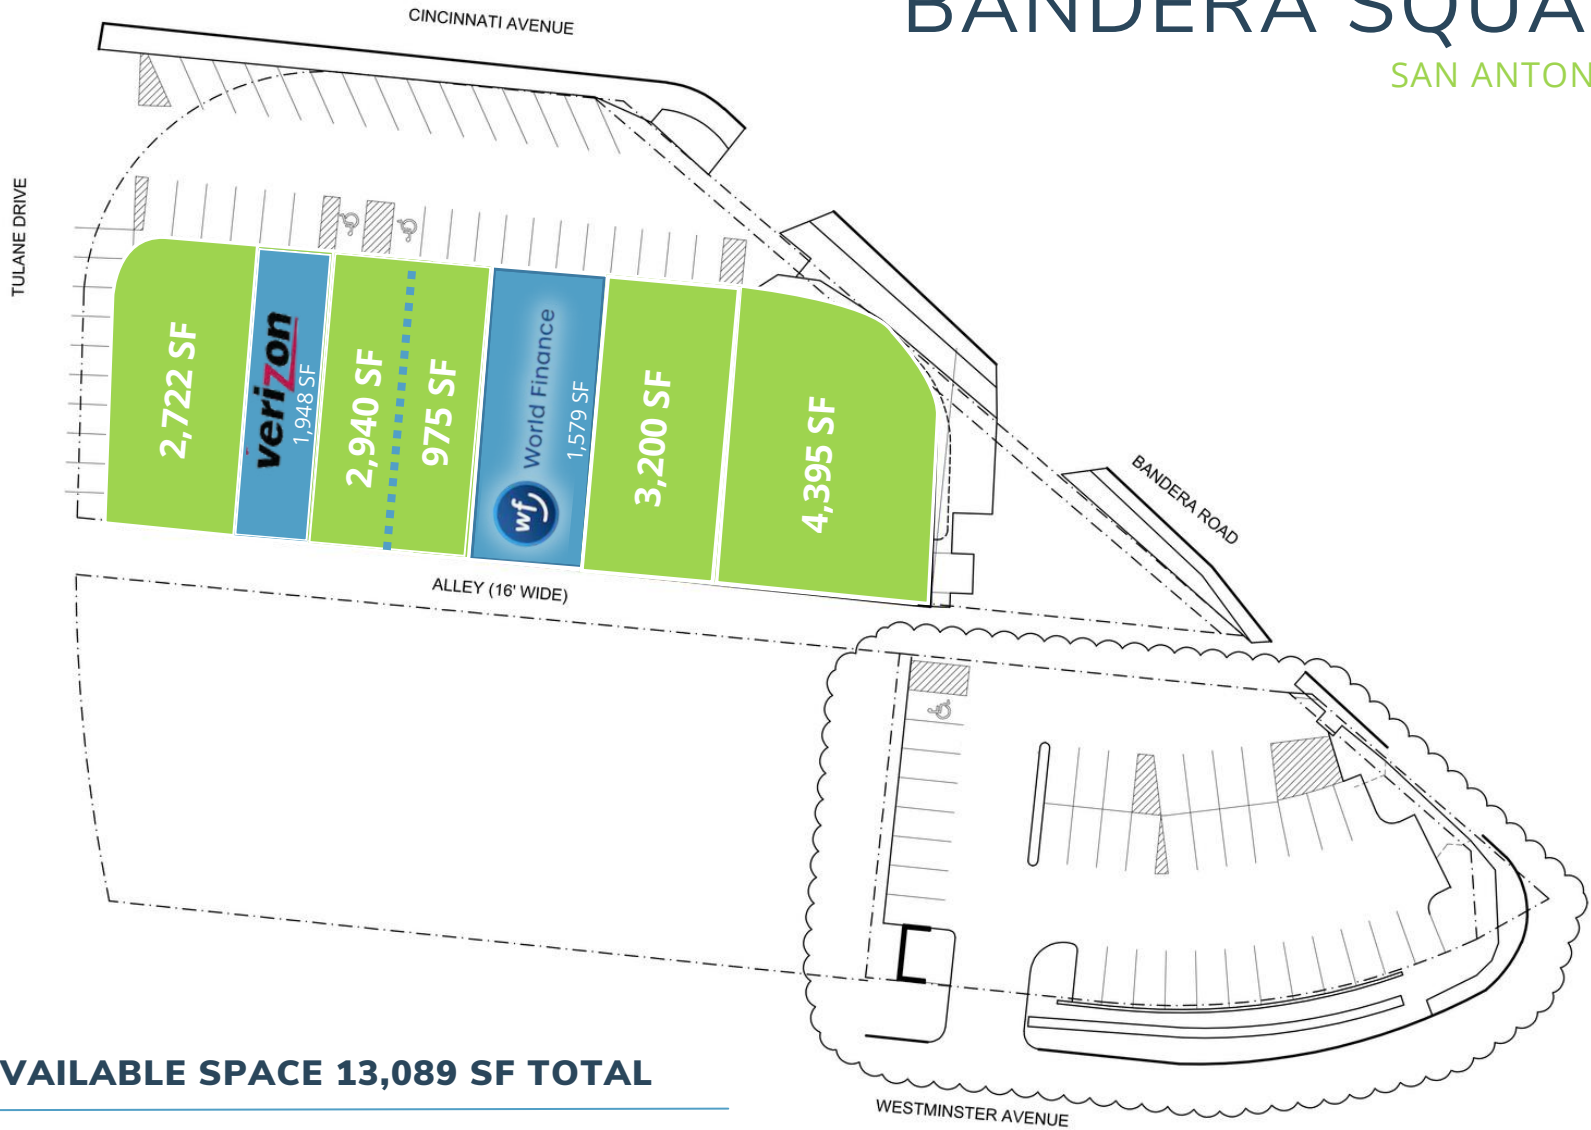 CINCINNATI AVENUE
BANDERA SQUA
SAN ANTON
TULANE DRIVE
2,722 SF
verizon
1,948 SF
2,940 SF
975 SF
wf World Finance
1,579 SF
3,200 SF
4,395 SF
BANDERA ROAD
ALLEY (16' WIDE)
VAILABLE SPACE 13,089 SF TOTAL
WESTMINSTER AVENUE